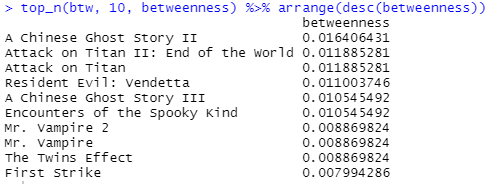 > top_n(btw, 10, betweenness) %>% arrange(desc(betweenness))
betweenness
A Chinese Ghost Story II 0.016406431
Attack on Titan II: End of the World 0.011885281
Attack on Titan 0.011885281
Resident Evil: Vendetta 0.011003746
A Chinese Ghost Story III 0.010545492
Encounters of the Spooky Kind 0.010545492
Mr. Vampire 2 0.008869824
Mr. Vampire 0.008869824
The Twins Effect 0.008869824
First Strike 0.007994286